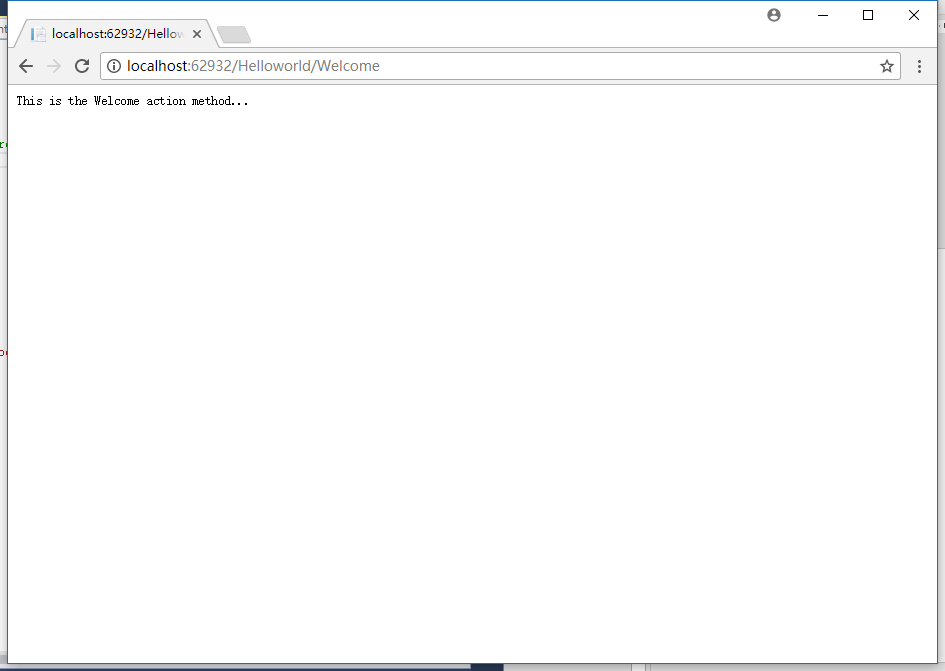 localhost:62932/Hellow
localhost:62932/Helloworld/Welcome
This is the Welcome action method...